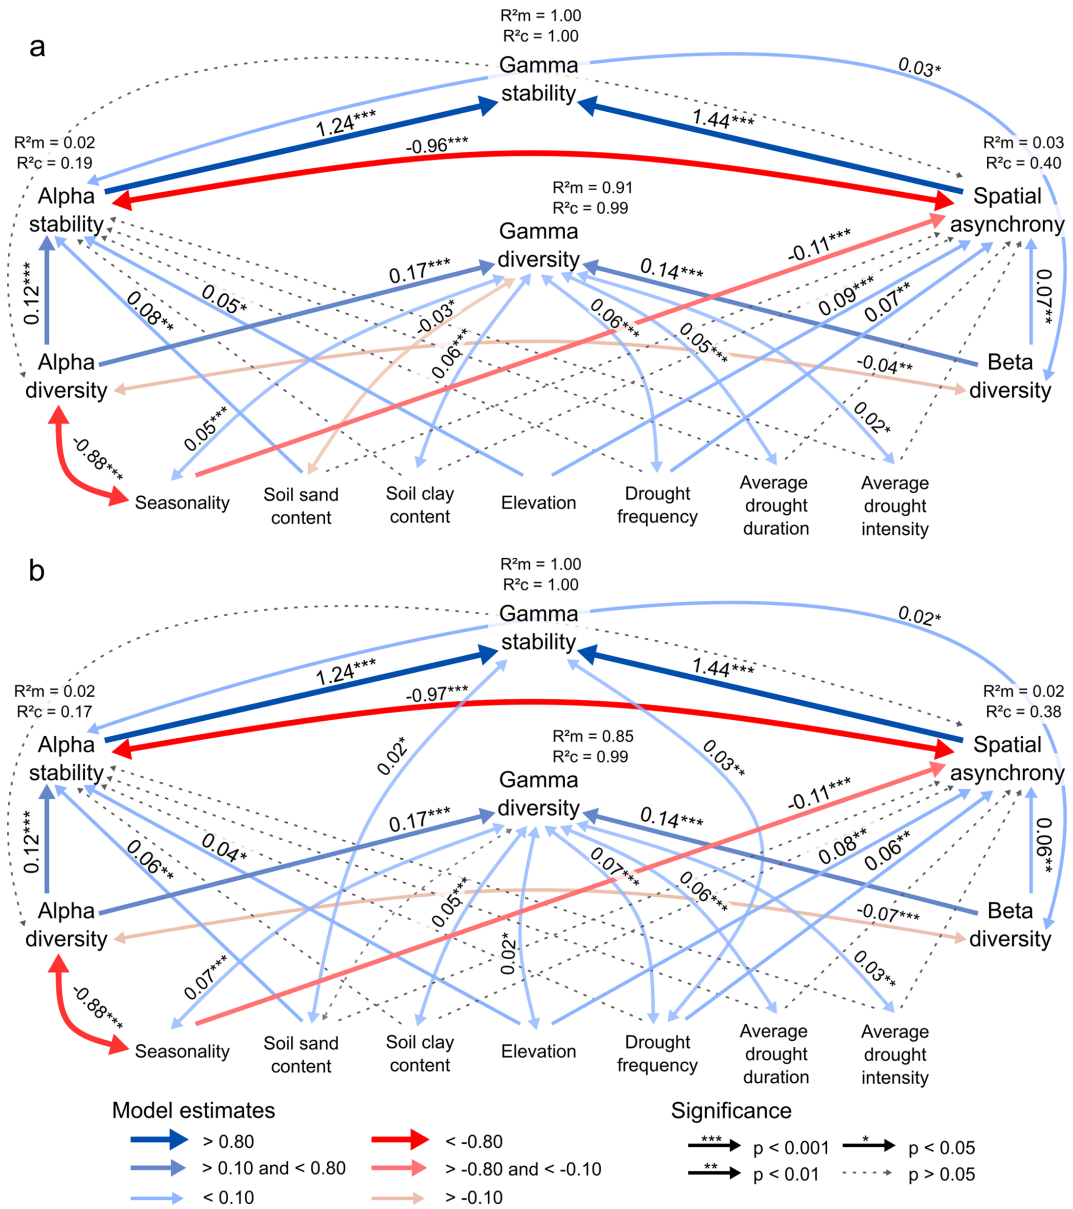 a
R²m = 1.00
R²c = 1.00
Gamma
stability
0.03*
1.24***
1.44***
-0.96***
R²m = 0.02
R²c = 0.19
Alpha
stability
R²m = 0.03
R²c = 0.40
Spatial
asynchrony
R²m = 0.91
R²c = 0.99
Gamma
diversity
-0.11***
0.17***
0.14***
0.12***
0.08**
0.05*
-0.03*
0.06***
0.06***
0.05***
0.09***
0.07**
0.07**
Alpha
diversity
-0.04**
Beta
diversity
0.05***
0.02*
-0.88***
Seasonality
Soil sand
content
Soil clay
content
Elevation
Drought
frequency
Average
drought
duration
Average
drought
intensity
b
R²m = 1.00
R²c = 1.00
Gamma
stability
0.02*
1.24***
1.44***
-0.97***
R²m = 0.02
R²c = 0.17
Alpha
stability
R²m = 0.02
R²c = 0.38
Spatial
asynchrony
0.02*
0.03**
R²m = 0.85
R²c = 0.99
Gamma
diversity
-0.11***
0.17***
0.14***
0.12***
0.06**
0.04*
0.05***
0.07***
0.06***
0.08**
0.06**
0.06**
Alpha
diversity
-0.07***
Beta
diversity
0.07***
0.02*
0.03**
-0.88***
Seasonality
Soil sand
content
Soil clay
content
Elevation
Drought
frequency
Average
drought
duration
Average
drought
intensity
Model estimates
> 0.80
> 0.10 and < 0.80
< 0.10
< -0.80
> -0.80 and < -0.10
> -0.10
Significance
*** p < 0.001
** p < 0.01
* p < 0.05
p > 0.05